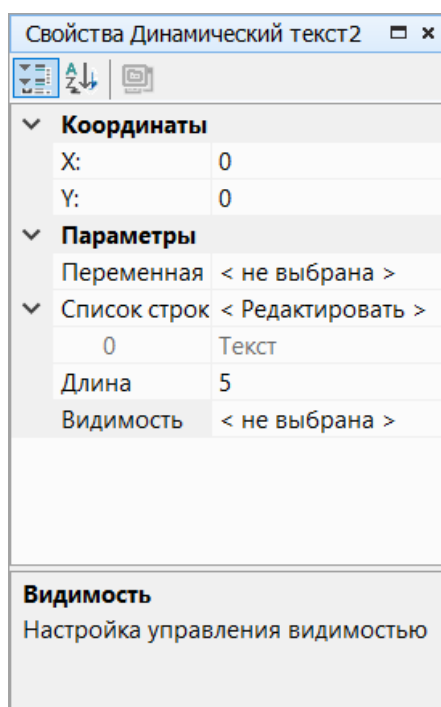 Свойства Динамический текст2
Координаты
X: 0
Y: 0
Параметры
Переменная < не выбрана >
Список строк < Редактировать >
0 Текст
Длина 5
Видимость < не выбрана >
Видимость
Настройка управления видимостью